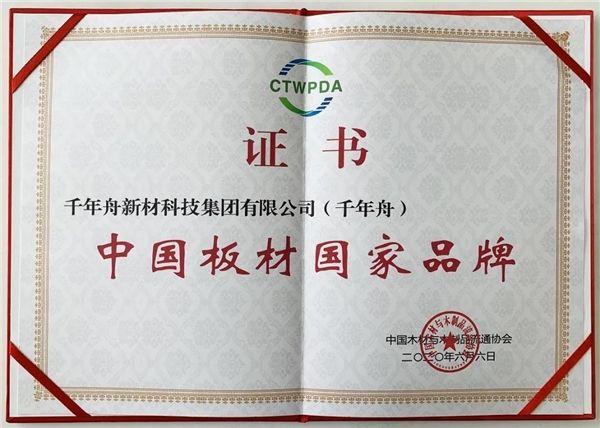 CTWPDA
证书
千年舟新材科技集团有限公司（千年舟）
中国板材国家品牌
中国木材与木制品流通协会
二〇二〇年六月六日